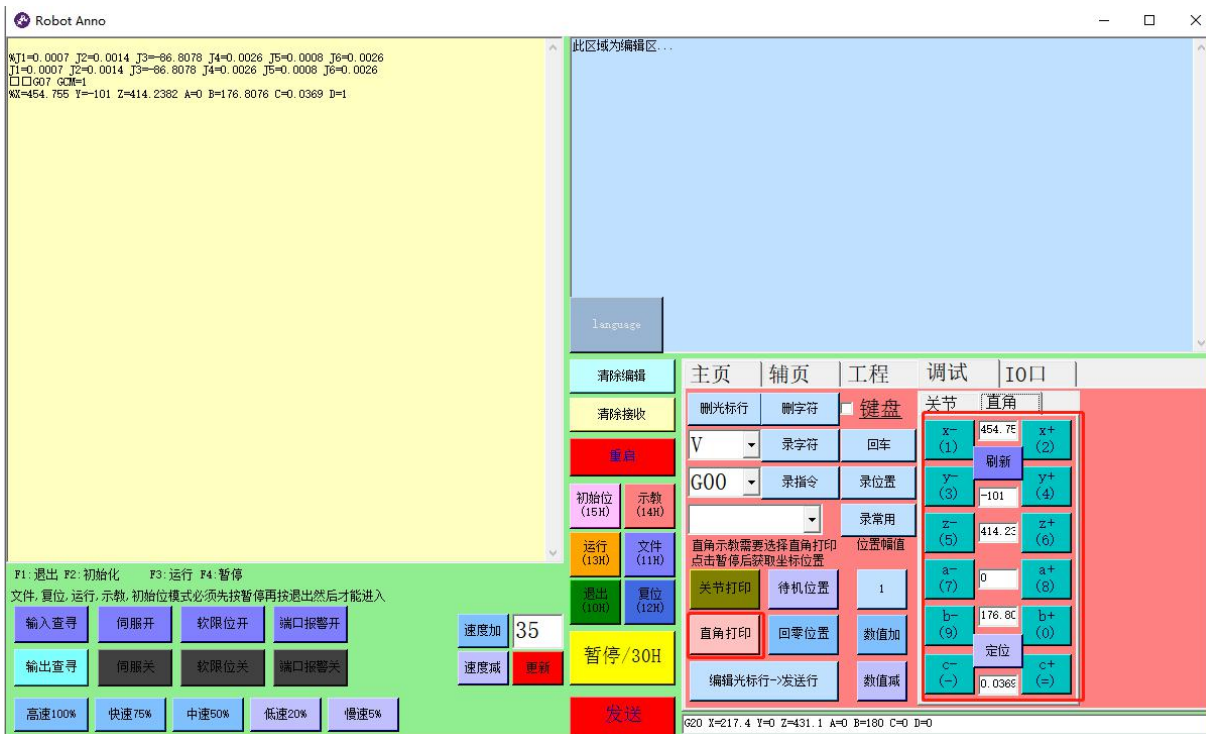 Robot Anno
%J1=0.0007 J2=0.0014 J3=-86.8078 J4=0.0026 J5=0.0008 J6=0.0026
J1=0.0007 J2=0.0014 J3=-86.8078 J4=0.0026 J5=0.0008 J6=0.0026
□□G07 GCM=1
%X=454.755 Y=-101 Z=414.2382 A=0 B=176.8076 C=0.0369 D=1
此区域为编辑区...
language
清除编辑
清除接收
重启
初始位
(15H)
示教
(14H)
运行
(13H)
文件
(11H)
退出
(10H)
复位
(12H)
暂停/30H
发送
F1:退出 F2:初始化 F3:运行 F4:暂停
文件,复位,运行,示教,初始位模式必须先按暂停再按退出然后才能进入
输入查寻 伺服开 软限位开 端口报警开
速度加 35
输出查寻 伺服关 软限位关 端口报警关
速度减 更新
高速100% 快速75% 中速50% 低速20% 慢速5%
主页 辅页 工程 调试 IO口
删光标行 删字符 键盘
V 录字符 回车
G00 录指令 录位置
录常用
直角示教需要选择直角打印
点击暂停后获取坐标位置
位置幅值
关节打印 待机位置 1
直角打印 回零位置 数值加
编辑光标行->发送行 数值减
关节 直角
x-
(1)
454.75
x+
(2)
刷新
y-
(3)
-101
y+
(4)
z-
(5)
414.23
z+
(6)
a-
(7)
0
a+
(8)
b-
(9)
176.80
b+
(0)
定位
c-
(-)
0.0369
c+
(=)
G20 X=217.4 Y=0 Z=431.1 A=0 B=180 C=0 D=0